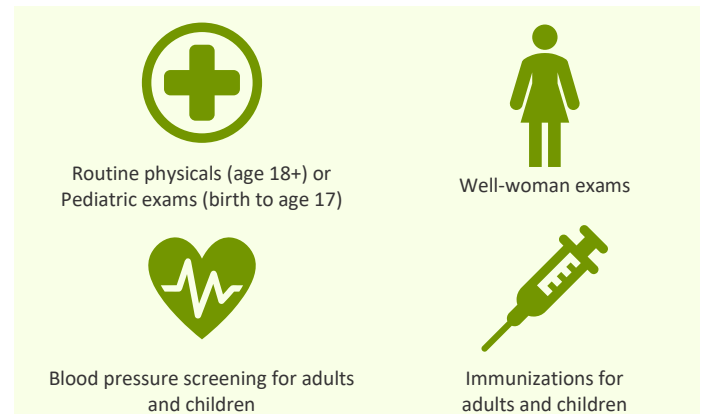 Routine physicals (age 18+) or
Pediatric exams (birth to age 17)
Well-woman exams
Blood pressure screening for adults
and children
Immunizations for
adults and children